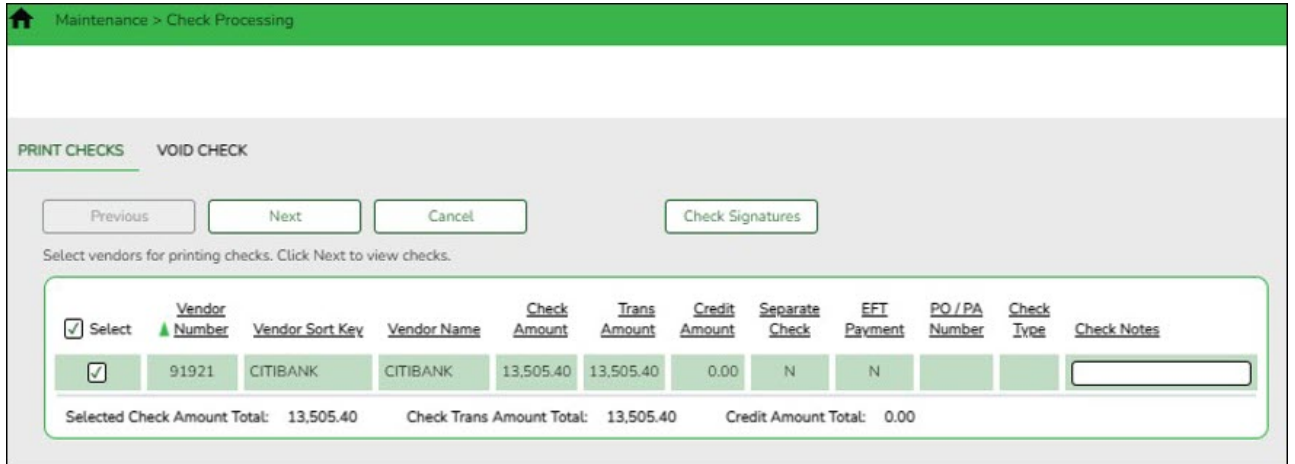 Maintenance > Check Processing
PRINT CHECKS VOID CHECK
Previous Next Cancel Check Signatures
Select vendors for printing checks. Click Next to view checks.
Select Vendor Number Vendor Sort Key Vendor Name Check Amount Trans Amount Credit Amount Separate Check EFT Payment PO / PA Number Check Type Check Notes
91921 CITIBANK CITIBANK 13,505.40 13,505.40 0.00 N N
Selected Check Amount Total: 13,505.40 Check Trans Amount Total: 13,505.40 Credit Amount Total: 0.00